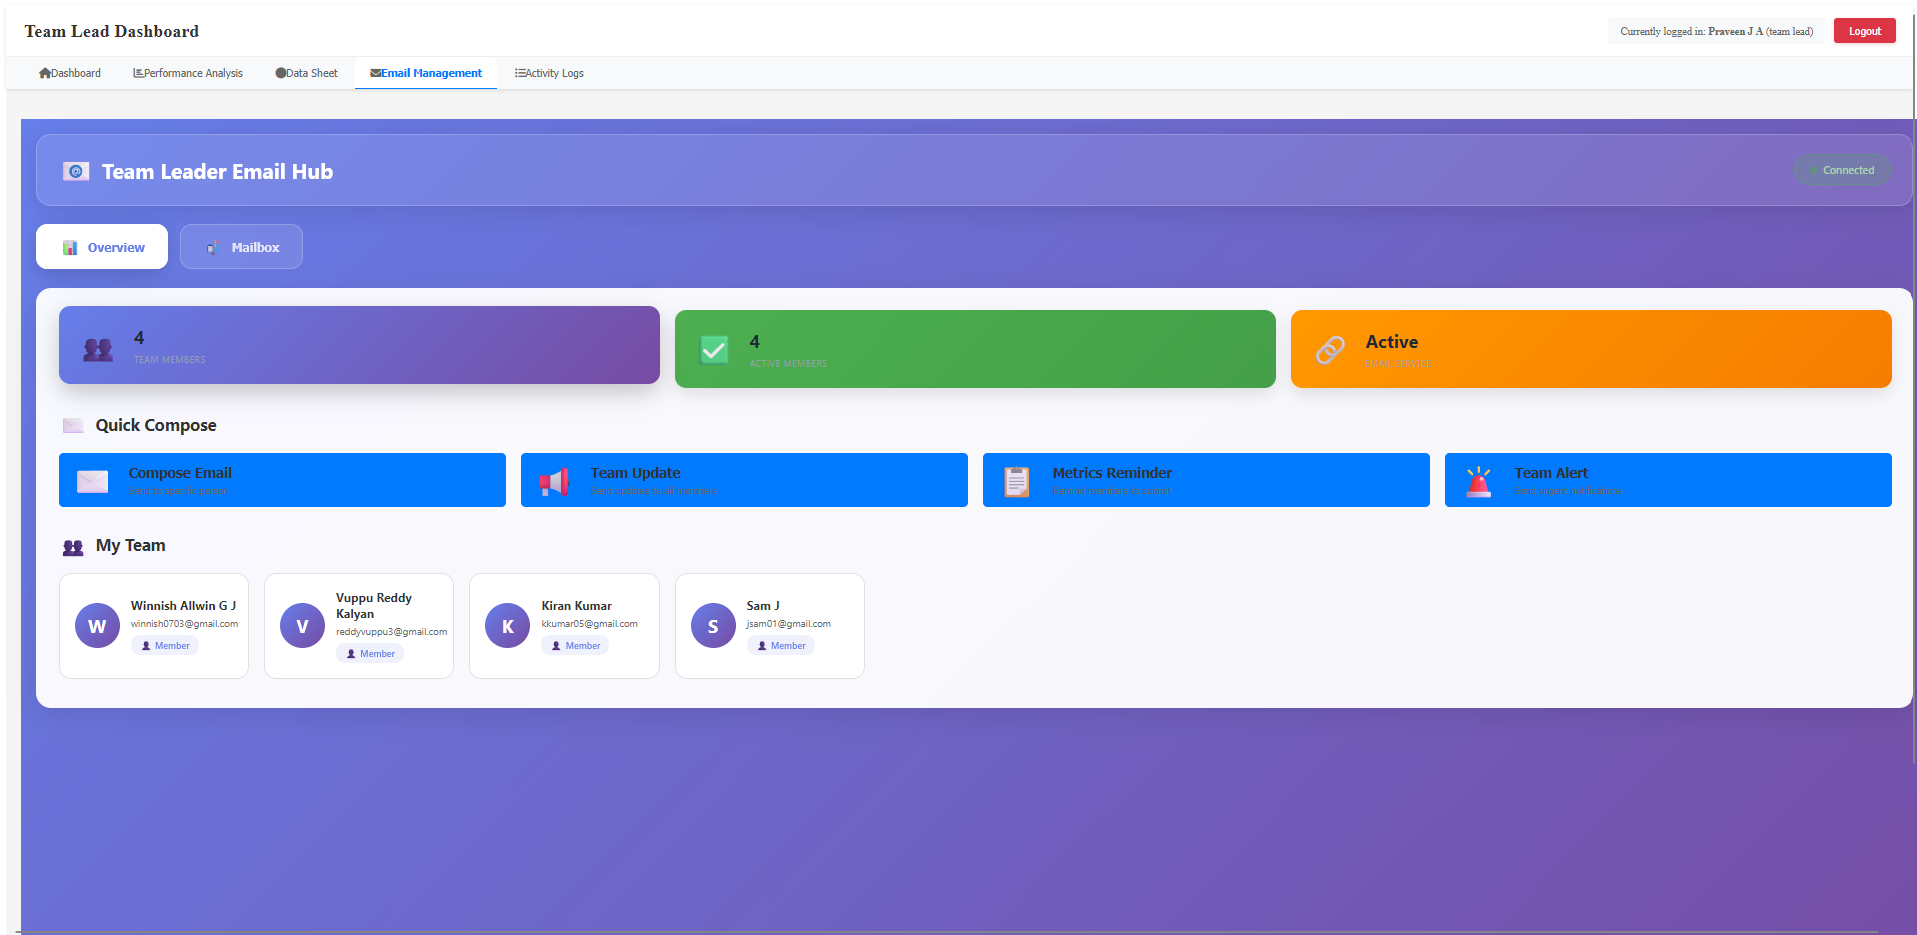 Team Lead Dashboard
Currently logged in: Praveen J A (team lead)
Logout
Dashboard
Performance Analysis
Data Sheet
Email Management
Activity Logs
Team Leader Email Hub
Connected
Overview
Mailbox
4
TEAM MEMBERS
4
ACTIVE MEMBERS
Active
EMAIL SERVICE
Quick Compose
Compose Email
Team Update
Metrics Reminder
Team Alert
My Team
W
Winnish Allwin G J
winnish0703@gmail.com
Member
V
Vuppu Reddy
Kalyan
reddyvuppu3@gmail.com
Member
K
Kiran Kumar
kkumar05@gmail.com
Member
S
Sam J
jsam01@gmail.com
Member